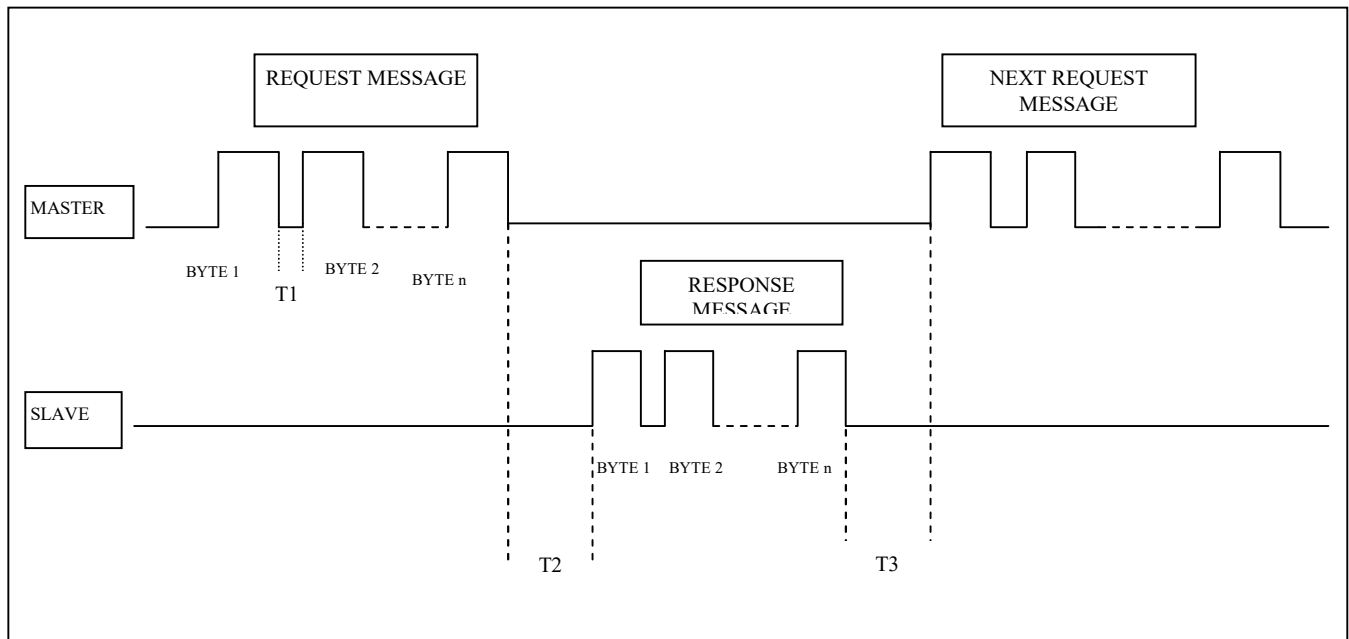 REQUEST MESSAGE
NEXT REQUEST
MESSAGE
MASTER
BYTE 1
T1
BYTE 2
BYTE n
RESPONSE
MESSAGE
SLAVE
BYTE 1
BYTE 2
BYTE n
T2
T3